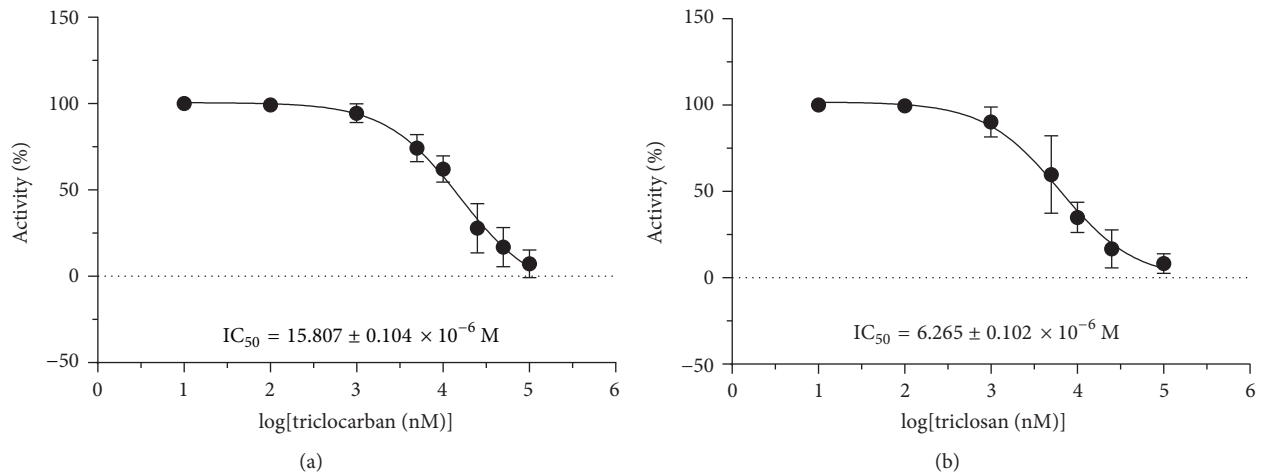 150
100
50
0
−50
Activity (%)
IC50 = 15.807 ± 0.104 × 10−6 M
0 1 2 3 4 5 6
log[triclocarban (nM)]
(a)
150
100
50
0
−50
Activity (%)
IC50 = 6.265 ± 0.102 × 10−6 M
0 1 2 3 4 5 6
log[triclosan (nM)]
(b)